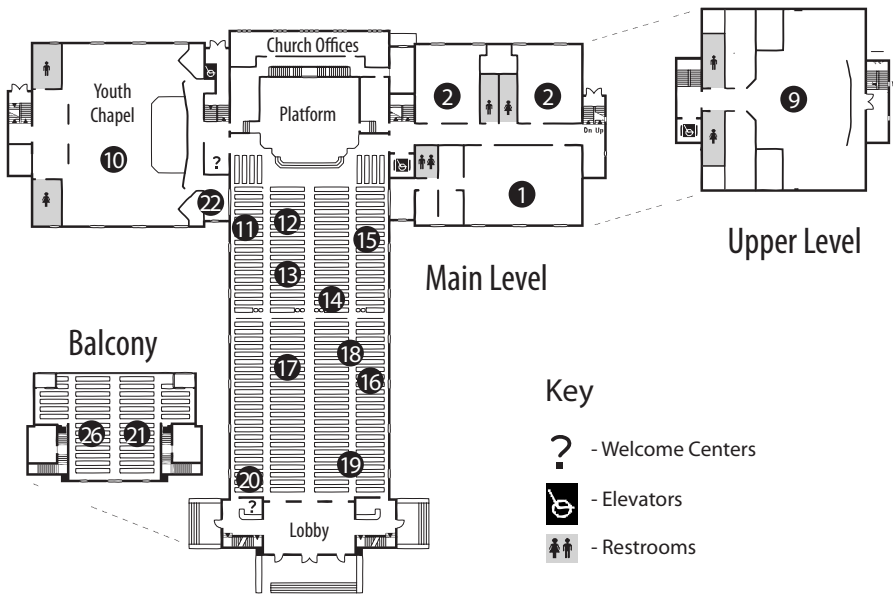 Church Offices
Youth
Chapel
Platform
2
2
9
Dn Up
10
?
1
22
11
12
15
Upper Level
13
Main Level
14
Balcony
18
17
16
Key
26
21
? - Welcome Centers
19
20
- Elevators
?
Lobby
- Restrooms